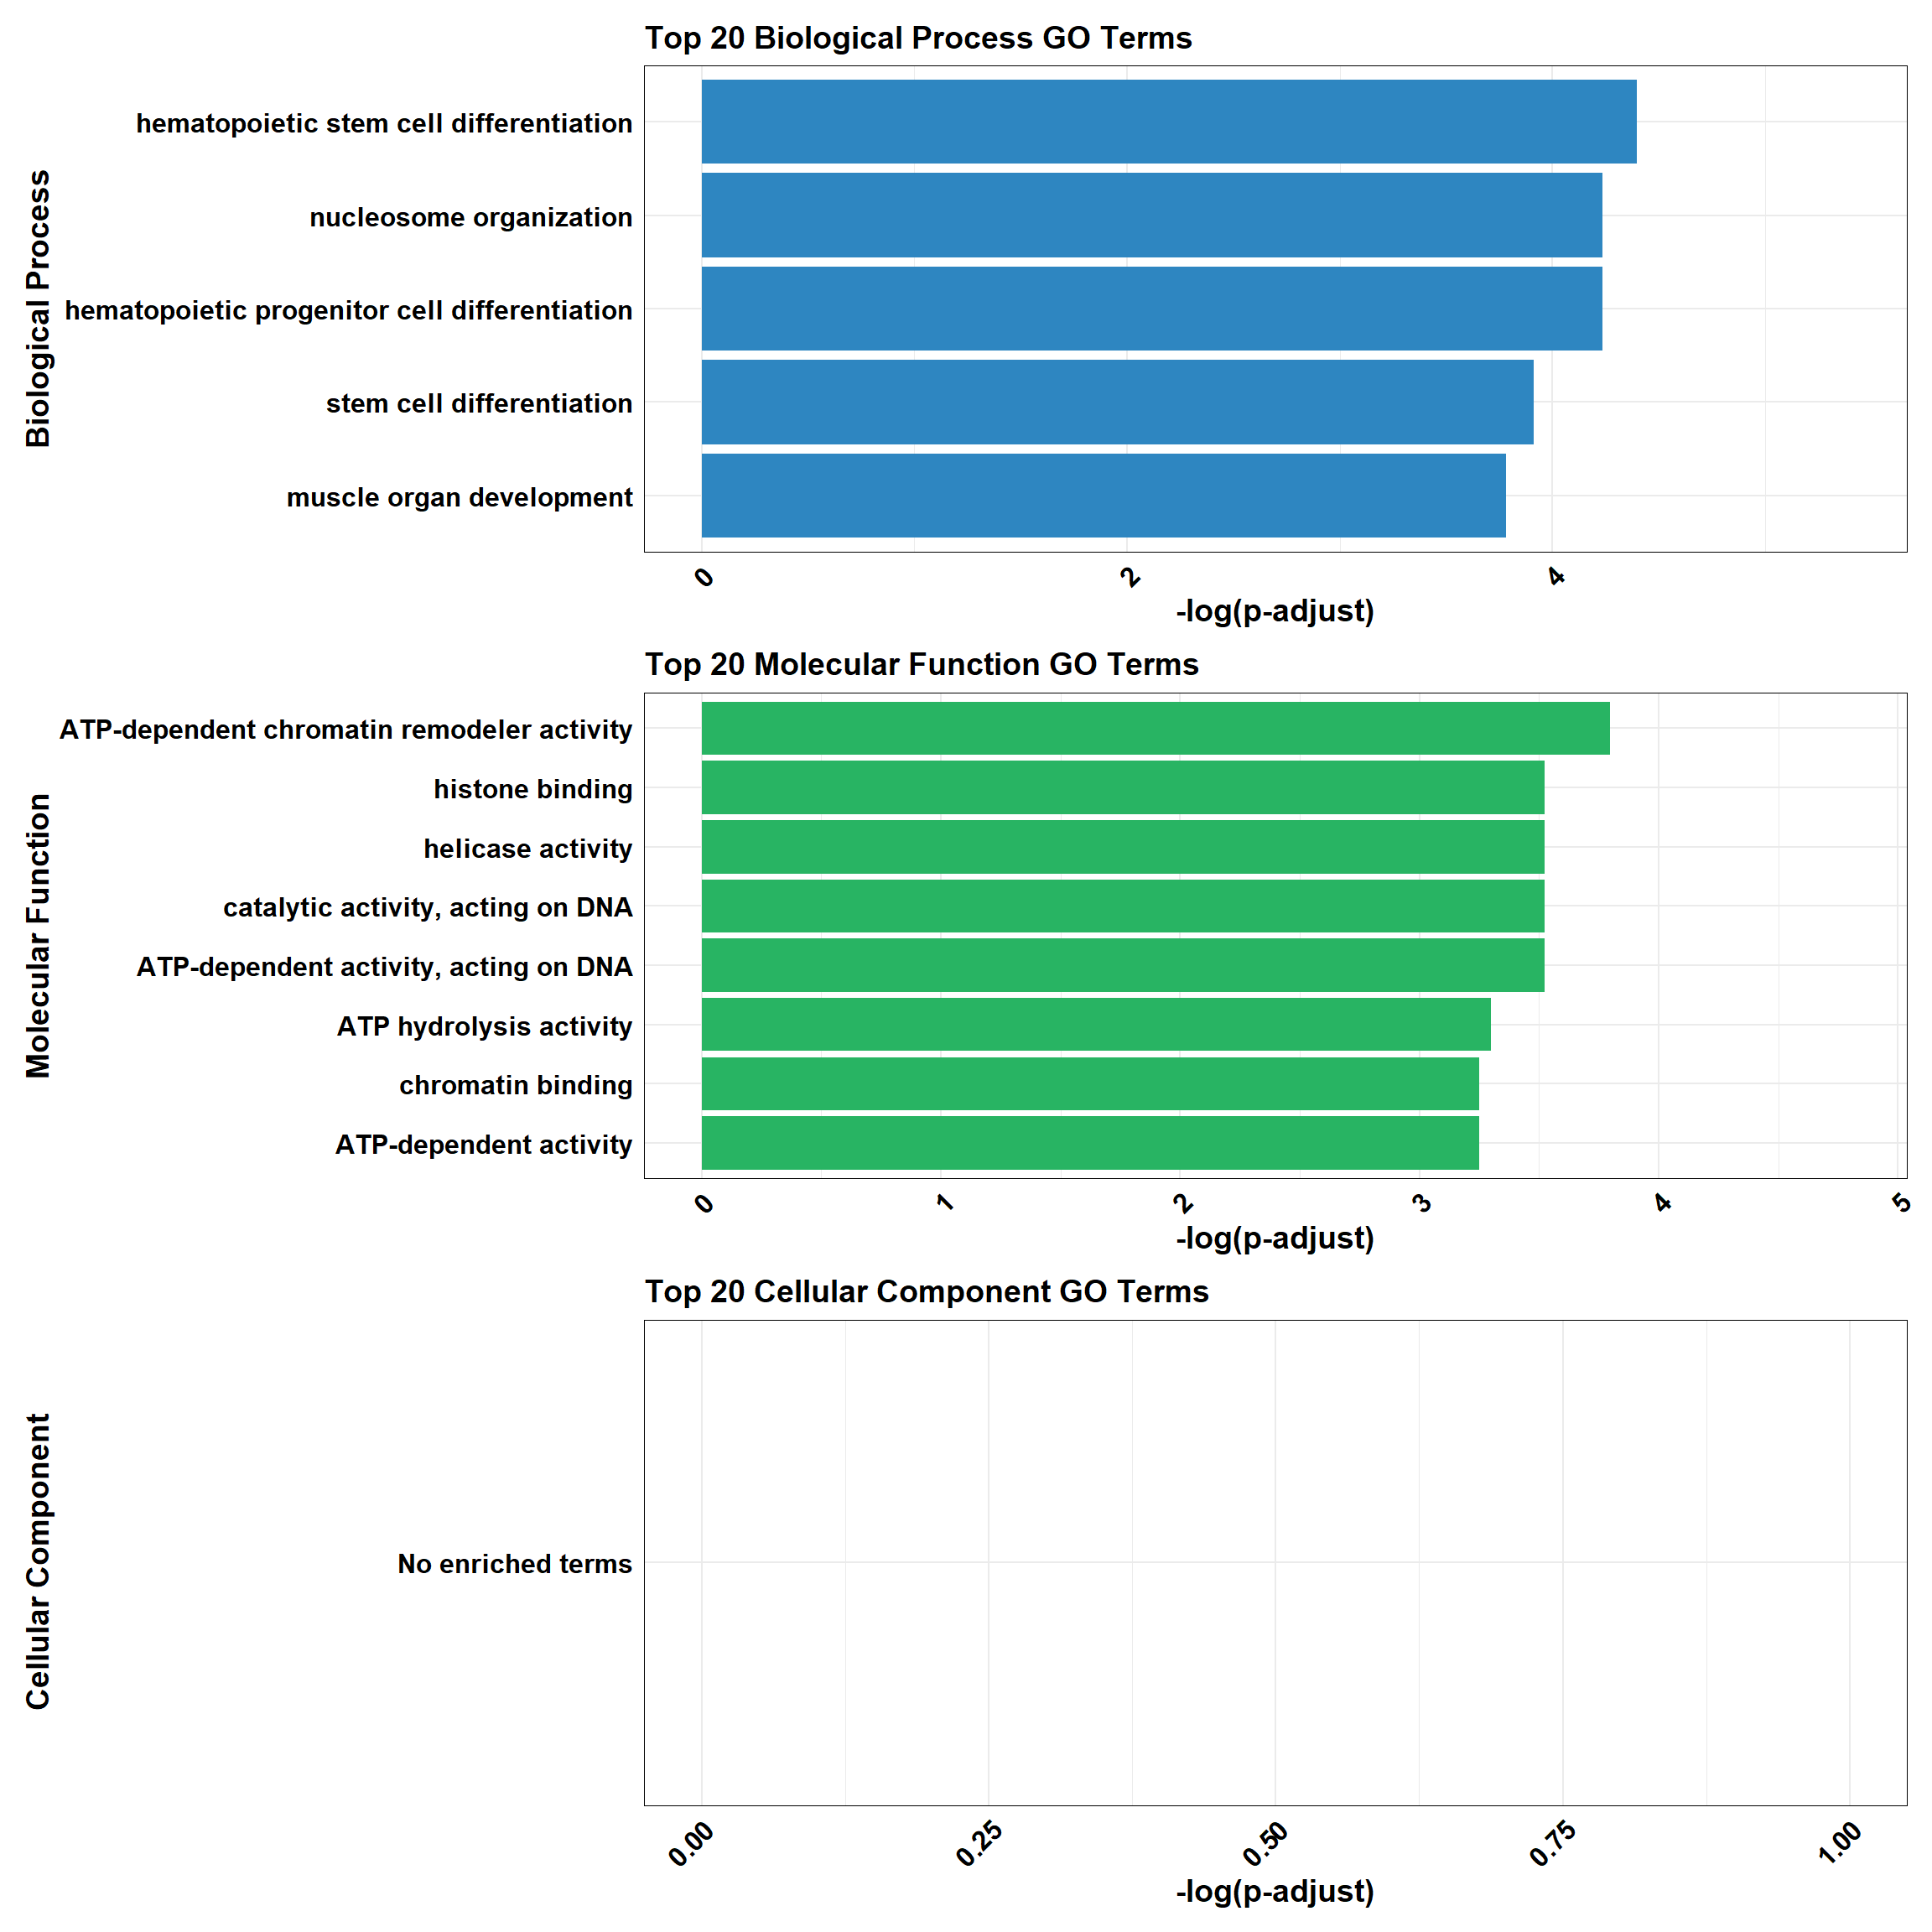 Top 20 Biological Process GO Terms
Biological Process
hematopoietic stem cell differentiation
nucleosome organization
hematopoietic progenitor cell differentiation
stem cell differentiation
muscle organ development
0 2 4
-log(p-adjust)
Top 20 Molecular Function GO Terms
Molecular Function
ATP-dependent chromatin remodeler activity
histone binding
helicase activity
catalytic activity, acting on DNA
ATP-dependent activity, acting on DNA
ATP hydrolysis activity
chromatin binding
ATP-dependent activity
0 1 2 3 4 5
-log(p-adjust)
Top 20 Cellular Component GO Terms
Cellular Component
No enriched terms
0.00 0.25 0.50 0.75 1.00
-log(p-adjust)